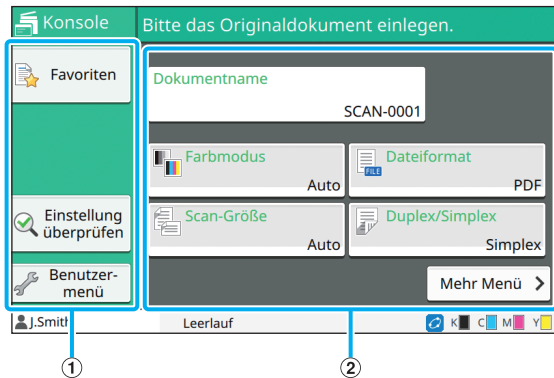 Konsole
Bitte das Originaldokument einlegen.
Favoriten
Einstellung
überprüfen
Benutzer-
menü
Dokumentname
SCAN-0001
Farbmodus
Auto
FILE
Dateiformat
PDF
Scan-Größe
Auto
Duplex/Simplex
Simplex
Mehr Menü
J.Smith
Leerlauf
K C M Y
1
2